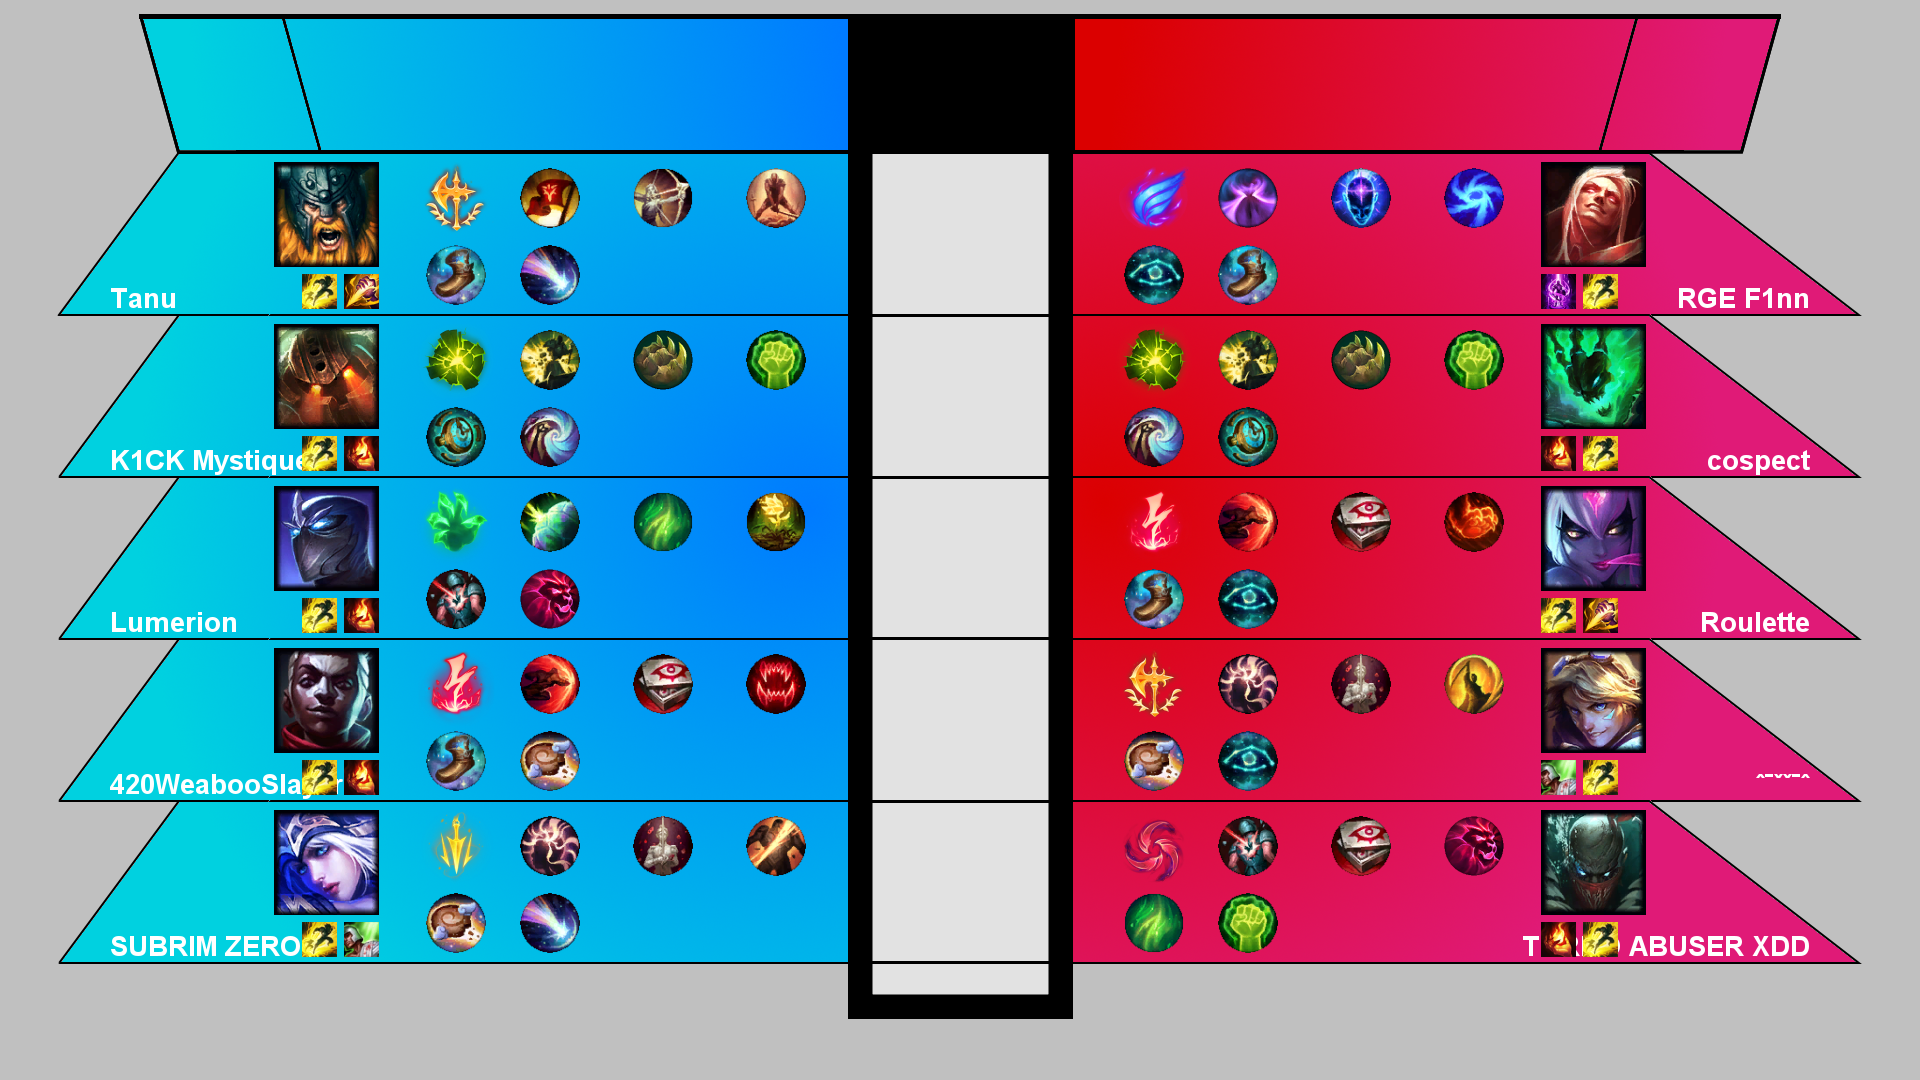 Tanu
RGE F1nn
K1CK Mystique
cospect
Lumerion
Roulette
SUBRIM ZERO
ABUSER XDD